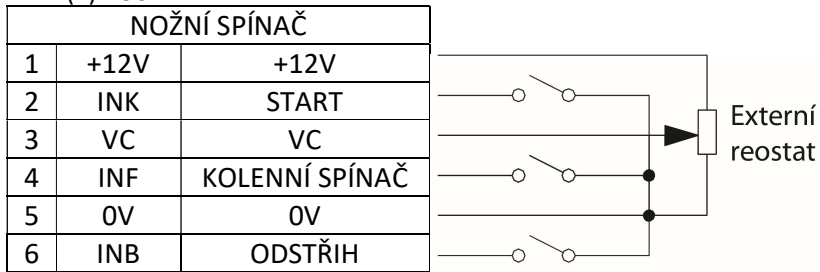 NOŽNÍ SPÍNAČ
1 +12V +12V
2 INK START
3 VC VC
4 INF KOLENNÍ SPÍNAČ
5 0V 0V
6 INB ODSTŘIH
Externí
reostat